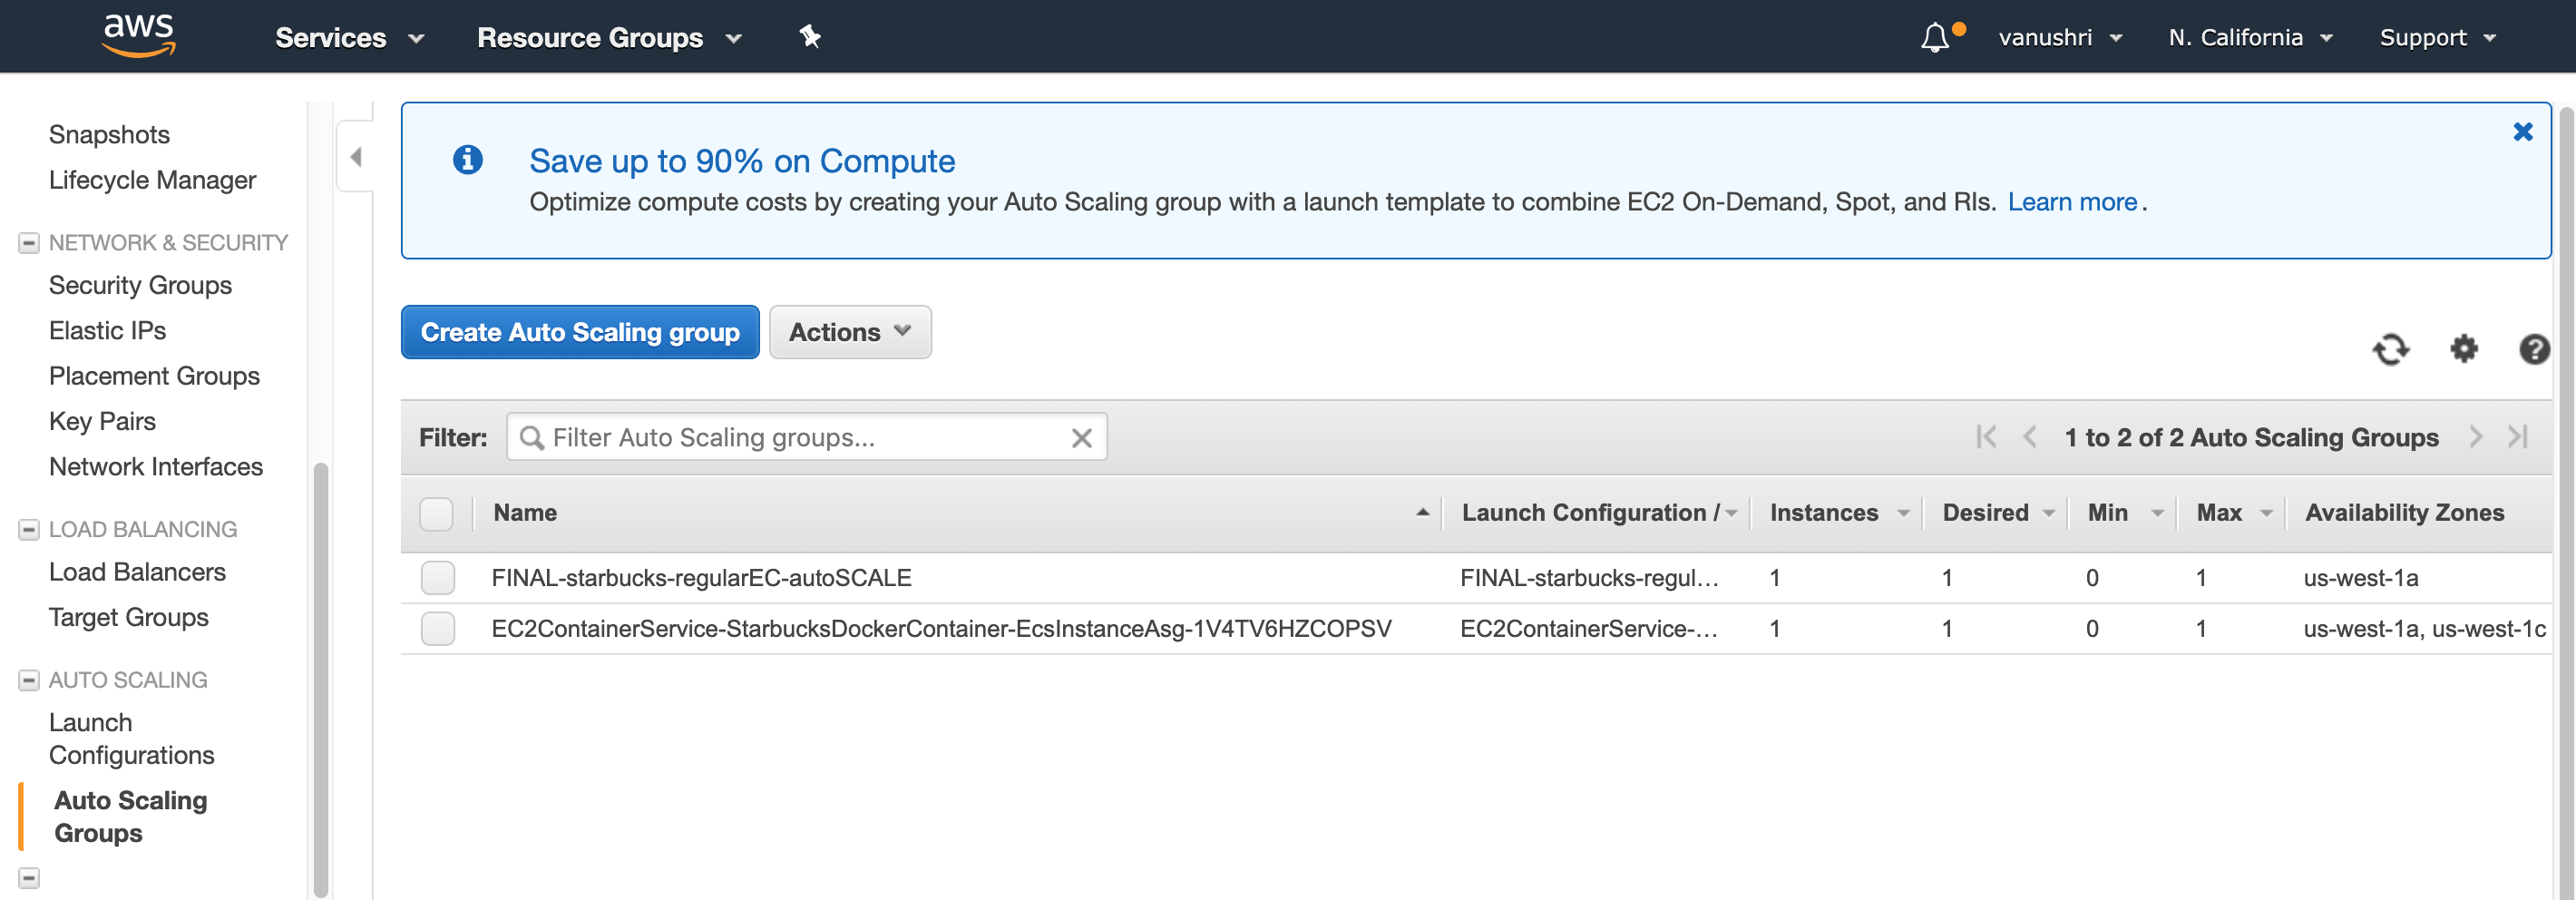 aws Services Resource Groups vanushri N. California Support
Snapshots
Lifecycle Manager
NETWORK & SECURITY
Security Groups
Elastic IPs
Placement Groups
Key Pairs
Network Interfaces
LOAD BALANCING
Load Balancers
Target Groups
AUTO SCALING
Launch
Configurations
Auto Scaling
Groups
Save up to 90% on Compute
Optimize compute costs by creating your Auto Scaling group with a launch template to combine EC2 On-Demand, Spot, and RIs. Learn more.
Create Auto Scaling group Actions
Filter: Filter Auto Scaling groups... 1 to 2 of 2 Auto Scaling Groups
Name Launch Configuration / Instances Desired Min Max Availability Zones
FINAL-starbucks-regularEC-autoSCALE FINAL-starbucks-regul... 1 1 0 1 us-west-1a
EC2ContainerService-StarbucksDockerContainer-EcsInstanceAsg-1V4TV6HZCOPSV EC2ContainerService-... 1 1 0 1 us-west-1a, us-west-1c